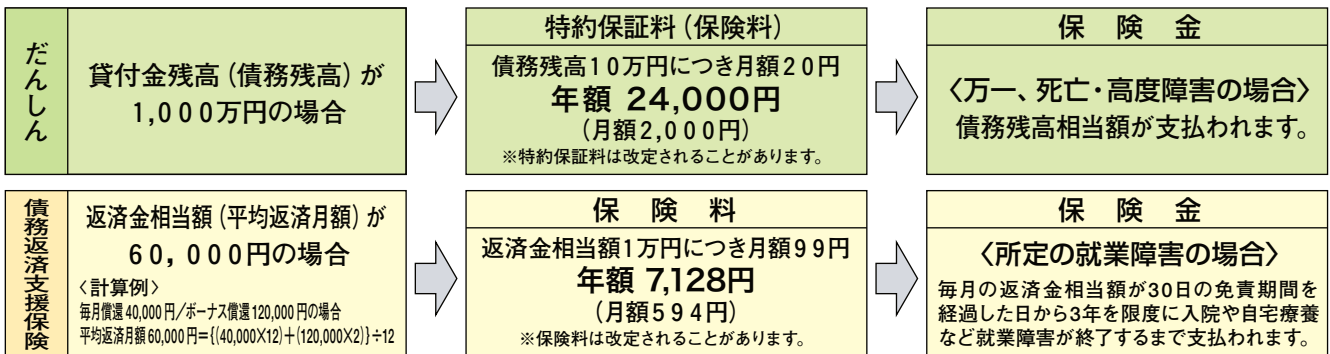 だんしん
貸付金残高（債務残高）が
1,000万円の場合
特約保証料（保険料）
債務残高10万円につき月額20円
年額 24,000円
（月額2,000円）
※特約保証料は改定されることがあります。
保険金
〈万一、死亡・高度障害の場合〉
債務残高相当額が支払われます。
債務返済支援保険
返済金相当額（平均返済月額）が
60,000円の場合
〈計算例〉
毎月償還40,000円／ボーナス償還120,000円の場合
平均返済月額60,000円＝{(40,000×12)＋(120,000×2)}÷12
保険料
返済金相当額1万円につき月額99円
年額 7,128円
（月額594円）
※保険料は改定されることがあります。
保険金
〈所定の就業障害の場合〉
毎月の返済金相当額が30日の免責期間を
経過した日から3年を限度に入院や自宅療養
など就業障害が終了するまで支払われます。